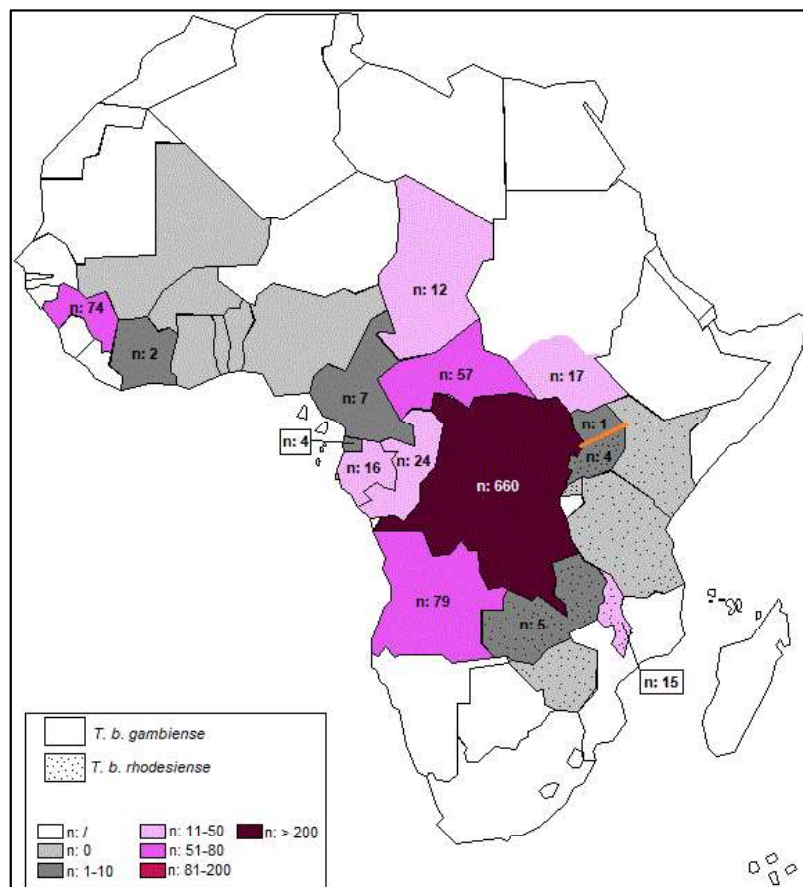 n: 12
n: 74
n: 2
n: 57
n: 17
n: 7
n: 1
n: 4
n: 4
n: 16
n: 24
n: 660
n: 79
n: 5
n: 15
T. b. gambiense
T. b. rhodesiense
n: /
n: 11-50
n: > 200
n: 0
n: 51-80
n: 1-10
n: 81-200